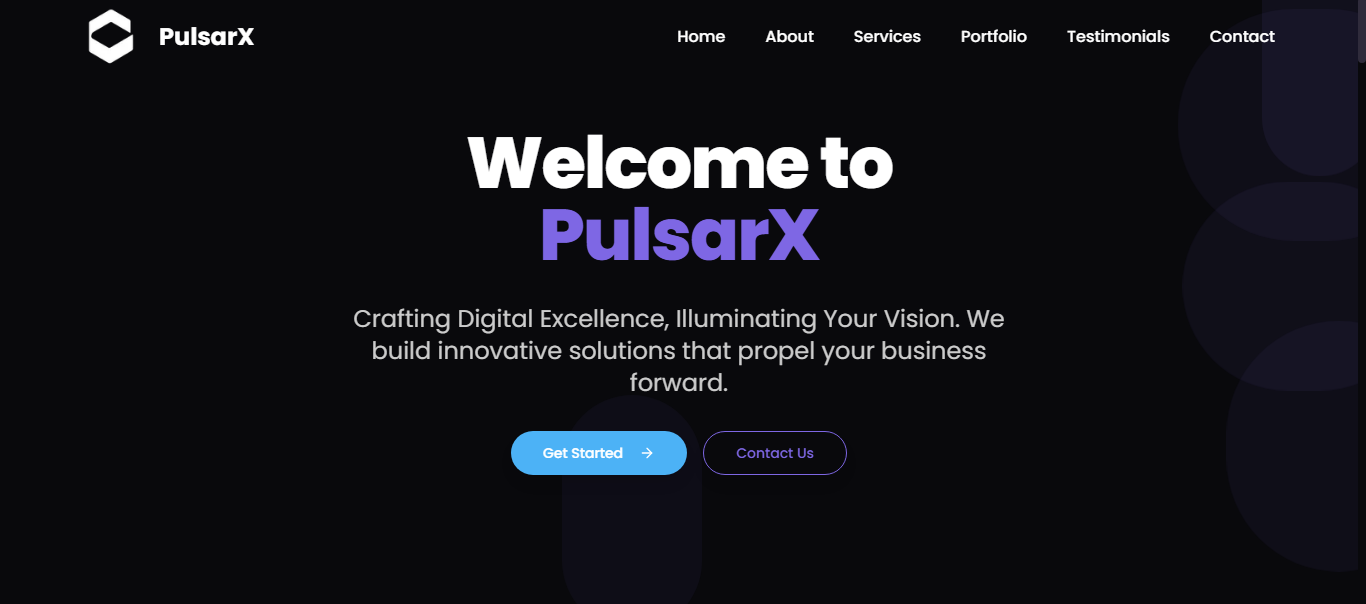 PulsarX
Home About Services Portfolio Testimonials Contact
Welcome to
PulsarX
Crafting Digital Excellence, Illuminating Your Vision. We
build innovative solutions that propel your business
forward.
Get Started
Contact Us